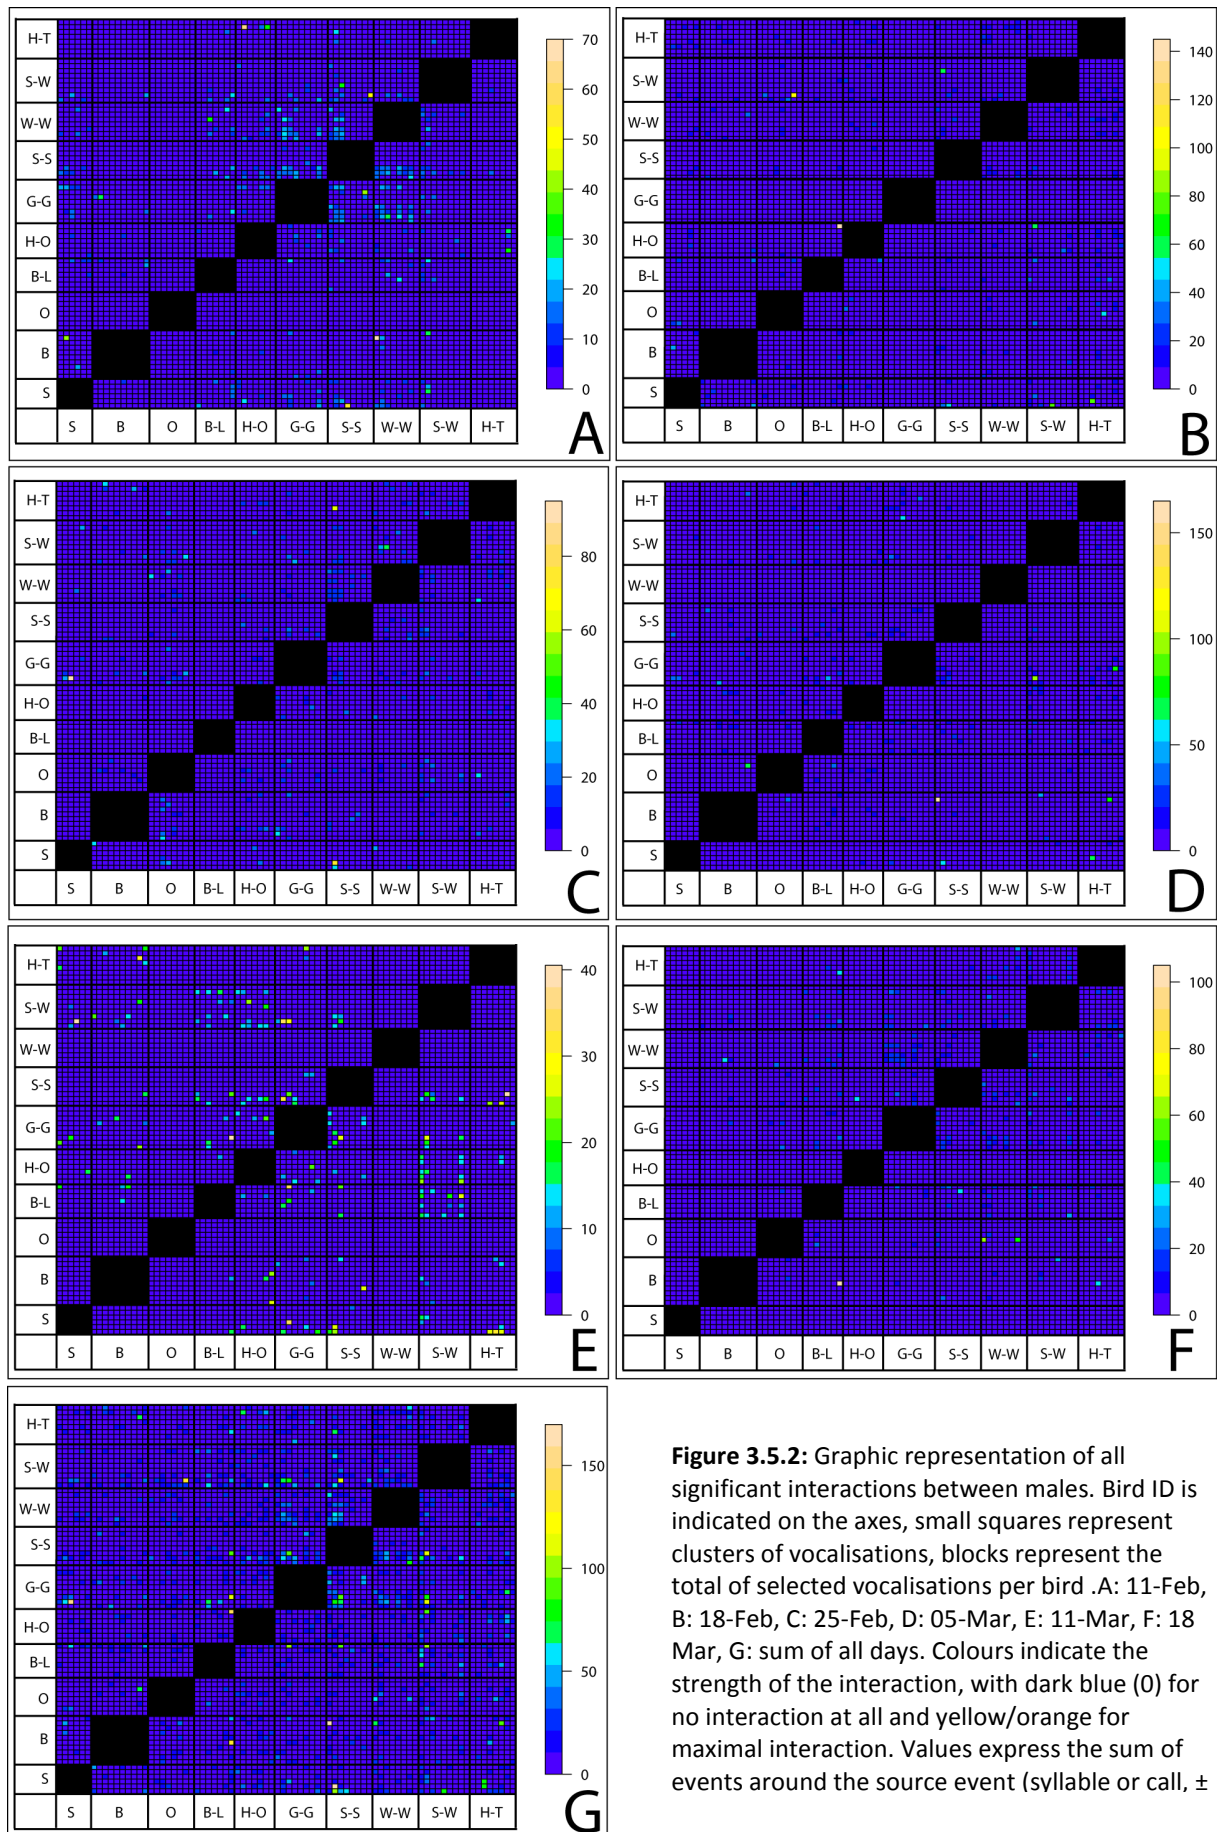 H-T
S-W
W-W
S-S
G-G
H-O
B-L
O
B
S
S B O B-L H-O G-G S-S W-W S-W H-T
70
60
50
40
30
20
10
0
A
H-T
S-W
W-W
S-S
G-G
H-O
B-L
O
B
S
S B O B-L H-O G-G S-S W-W S-W H-T
140
120
100
80
60
40
20
0
B
H-T
S-W
W-W
S-S
G-G
H-O
B-L
O
B
S
S B O B-L H-O G-G S-S W-W S-W H-T
80
60
40
20
0
C
H-T
S-W
W-W
S-S
G-G
H-O
B-L
O
B
S
S B O B-L H-O G-G S-S W-W S-W H-T
150
100
50
0
D
H-T
S-W
W-W
S-S
G-G
H-O
B-L
O
B
S
S B O B-L H-O G-G S-S W-W S-W H-T
40
30
20
10
0
E
H-T
S-W
W-W
S-S
G-G
H-O
B-L
O
B
S
S B O B-L H-O G-G S-S W-W S-W H-T
100
80
60
40
20
0
F
H-T
S-W
W-W
S-S
G-G
H-O
B-L
O
B
S
S B O B-L H-O G-G S-S W-W S-W H-T
150
100
50
0
G
Figure 3.5.2: Graphic representation of all
significant interactions between males. Bird ID is
indicated on the axes, small squares represent
clusters of vocalisations, blocks represent the
total of selected vocalisations per bird .A: 11-Feb,
B: 18-Feb, C: 25-Feb, D: 05-Mar, E: 11-Mar, F: 18
Mar, G: sum of all days. Colours indicate the
strength of the interaction, with dark blue (0) for
no interaction at all and yellow/orange for
maximal interaction. Values express the sum of
events around the source event (syllable or call, ±